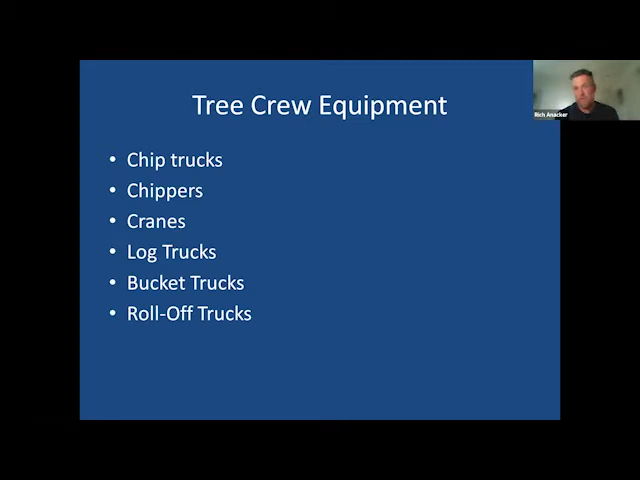 Tree Crew Equipment
• Chip trucks
• Chippers
• Cranes
• Log Trucks
• Bucket Trucks
• Roll-Off Trucks
Rich Anacker